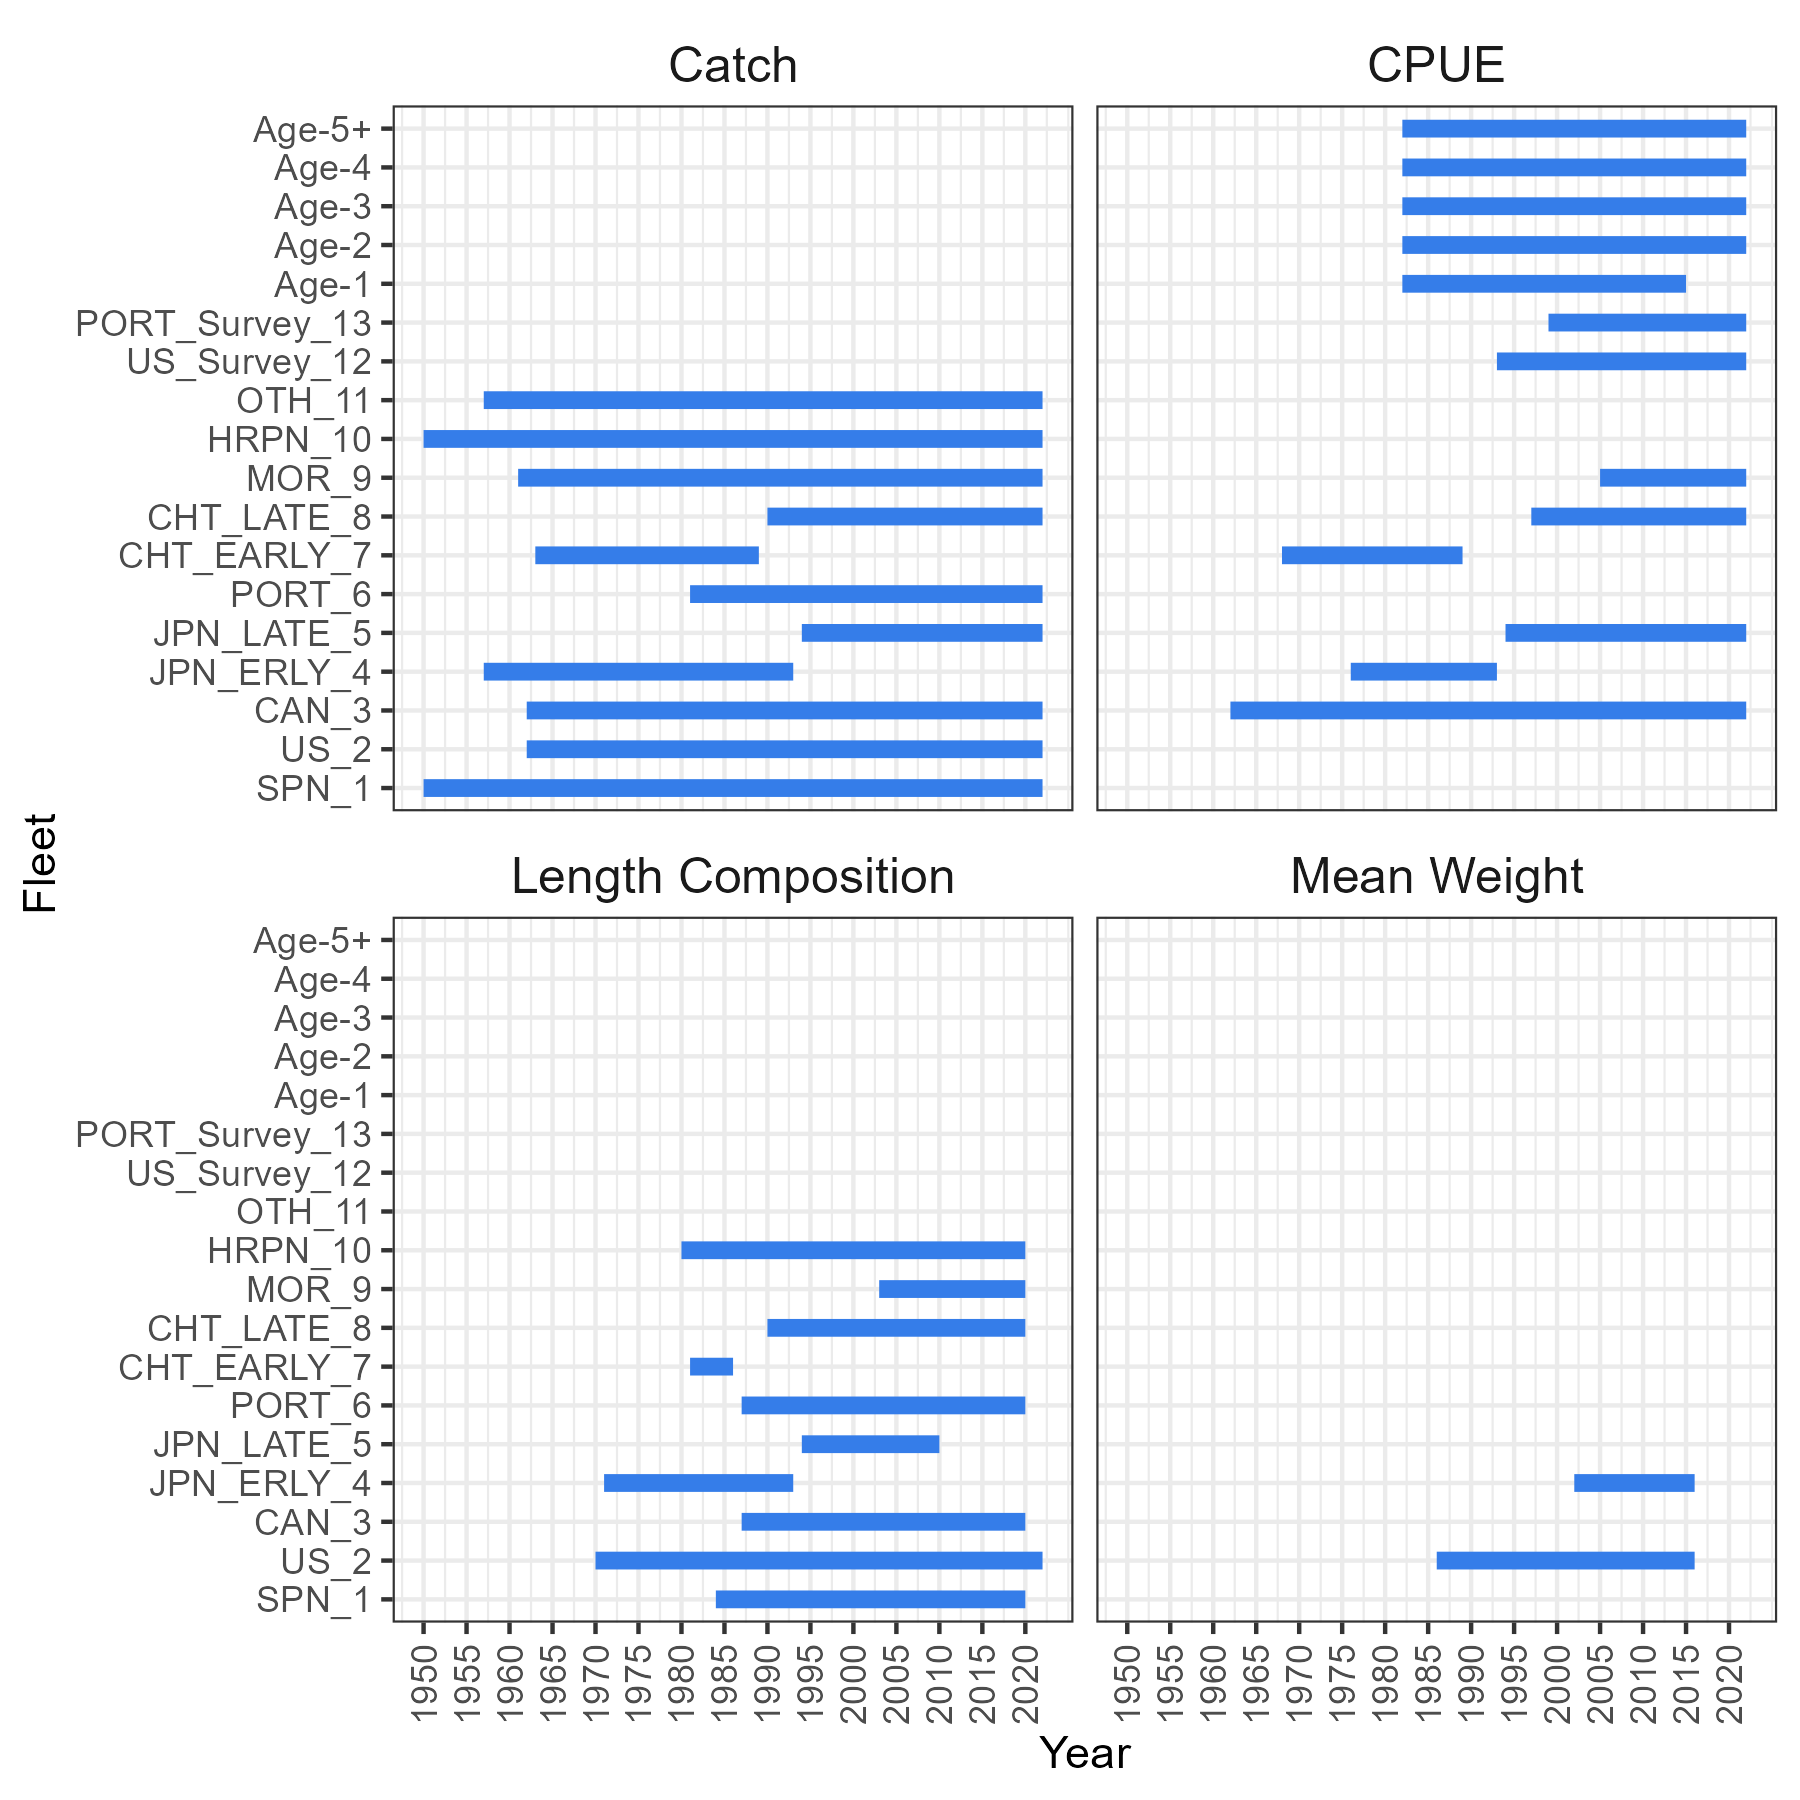 Catch
CPUE
Age-5+
Age-4
Age-3
Age-2
Age-1
PORT_Survey_13
US_Survey_12
OTH_11
HRPN_10
MOR_9
CHT_LATE_8
CHT_EARLY_7
PORT_6
JPN_LATE_5
JPN_ERLY_4
CAN_3
US_2
SPN_1
Fleet
Length Composition
Mean Weight
Age-5+
Age-4
Age-3
Age-2
Age-1
PORT_Survey_13
US_Survey_12
OTH_11
HRPN_10
MOR_9
CHT_LATE_8
CHT_EARLY_7
PORT_6
JPN_LATE_5
JPN_ERLY_4
CAN_3
US_2
SPN_1
1950 1955 1960 1965 1970 1975 1980 1985 1990 1995 2000 2005 2010 2015 2020
1950 1955 1960 1965 1970 1975 1980 1985 1990 1995 2000 2005 2010 2015 2020
Year